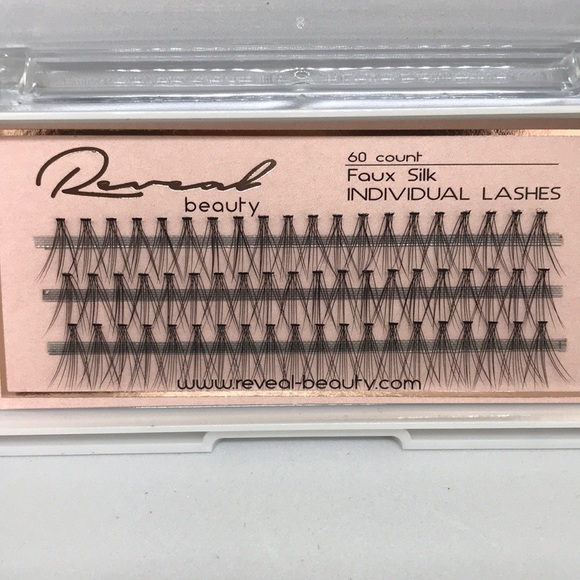 Reveal
beauty
60 count
Faux Silk
INDIVIDUAL LASHES
www.reveal-beauty.com